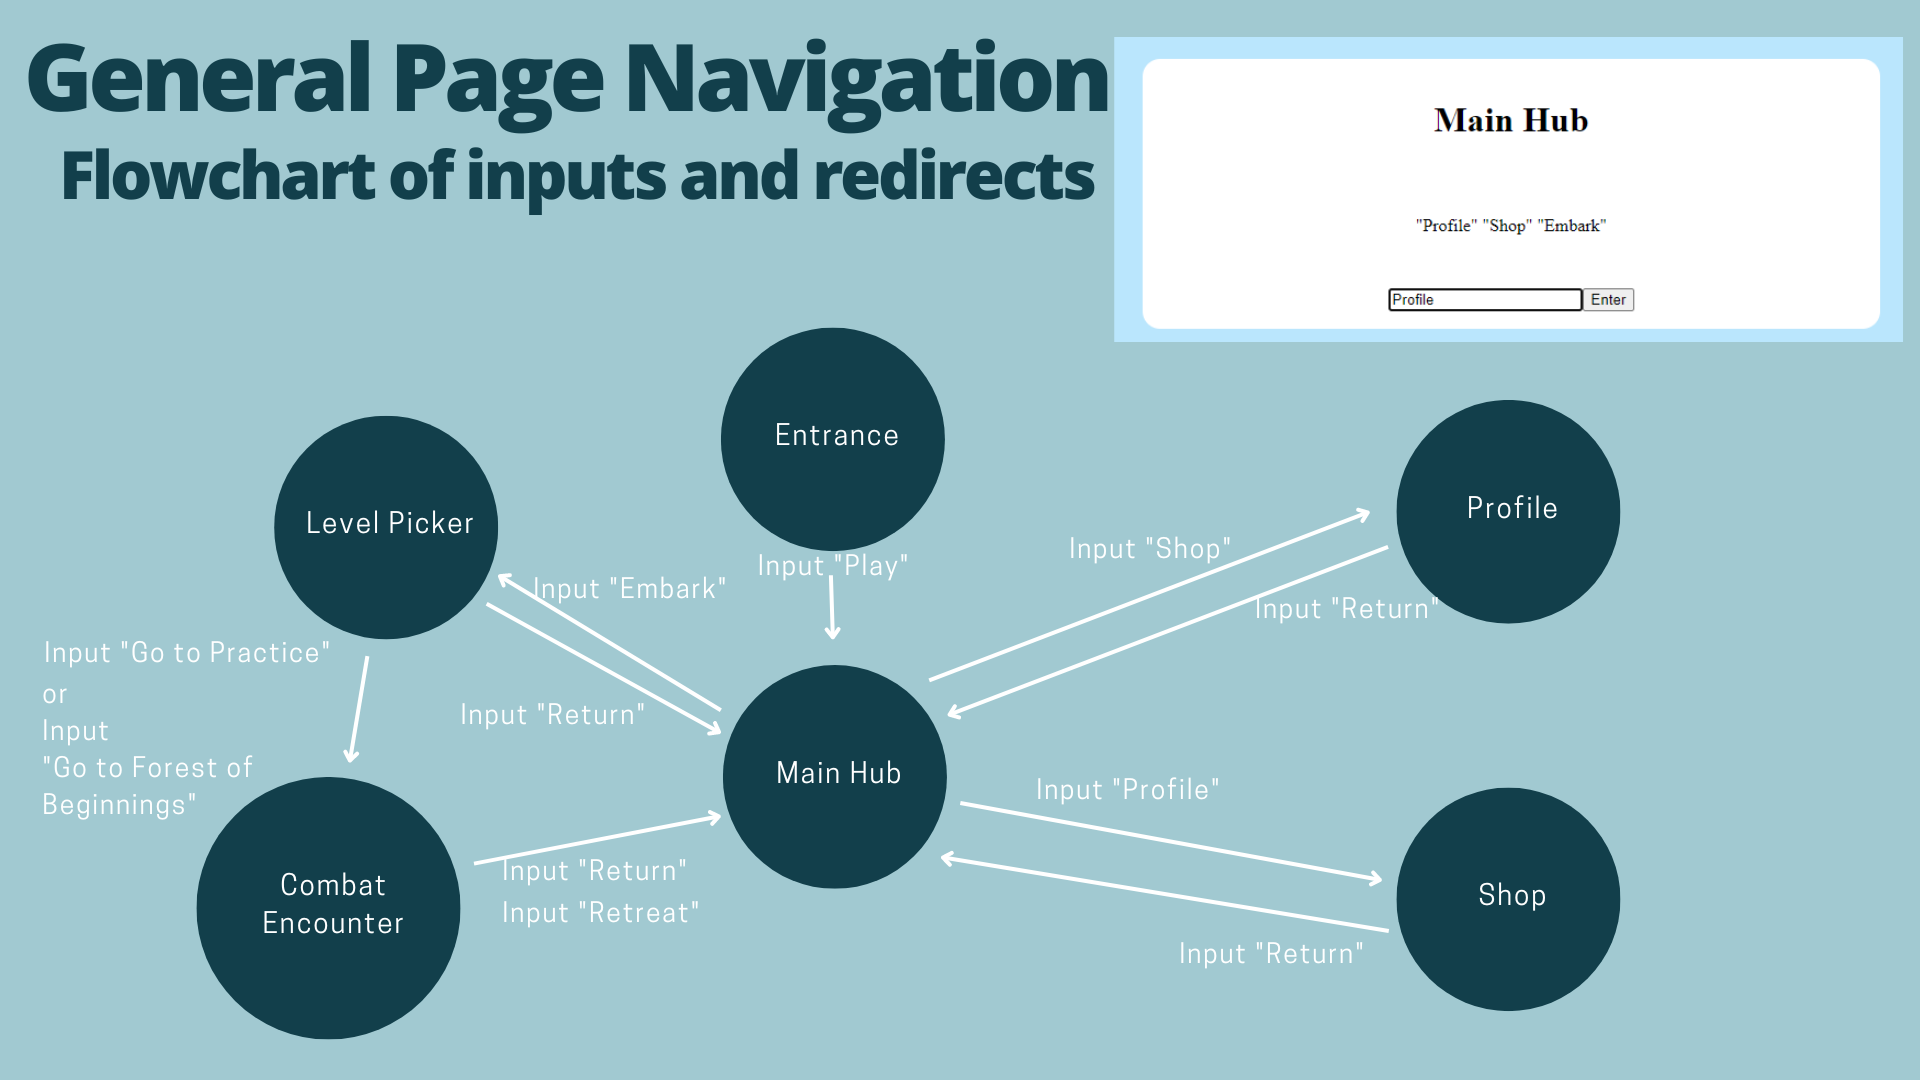 General Page Navigation
Flowchart of inputs and redirects
Main Hub
"Profile" "Shop" "Embark"
Profile
Enter
Entrance
Level Picker
Profile
Input "Shop"
Input "Play"
Input "Embark"
Input "Return"
Input "Go to Practice"
or
Input
"Go to Forest of
Beginnings"
Input "Return"
Main Hub
Input "Profile"
Combat
Encounter
Input "Return"
Input "Retreat"
Shop
Input "Return"